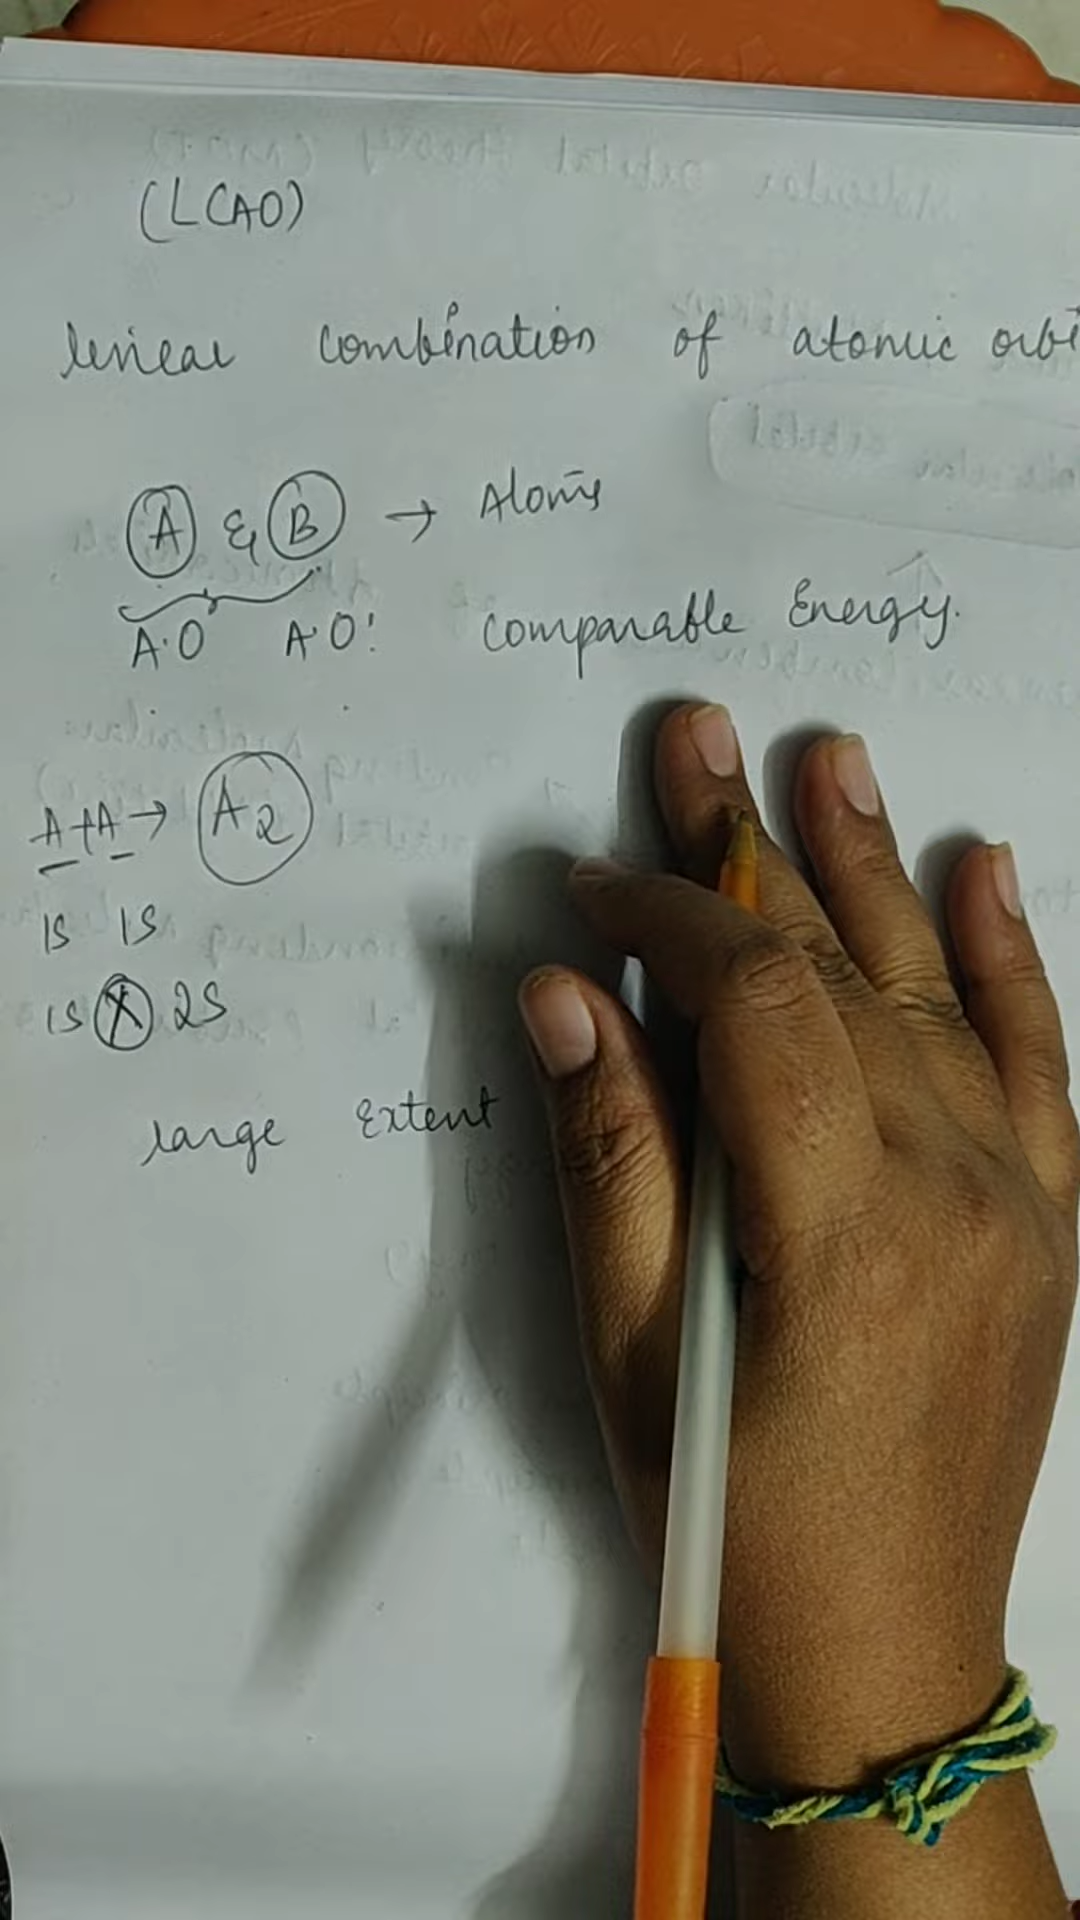 (LCAO)
linear combination of atomic orbi
A & B → Atoms
A.O A.O! comparable Energy.
A+A → A2
1S 1S
1S X 2S
large Extent